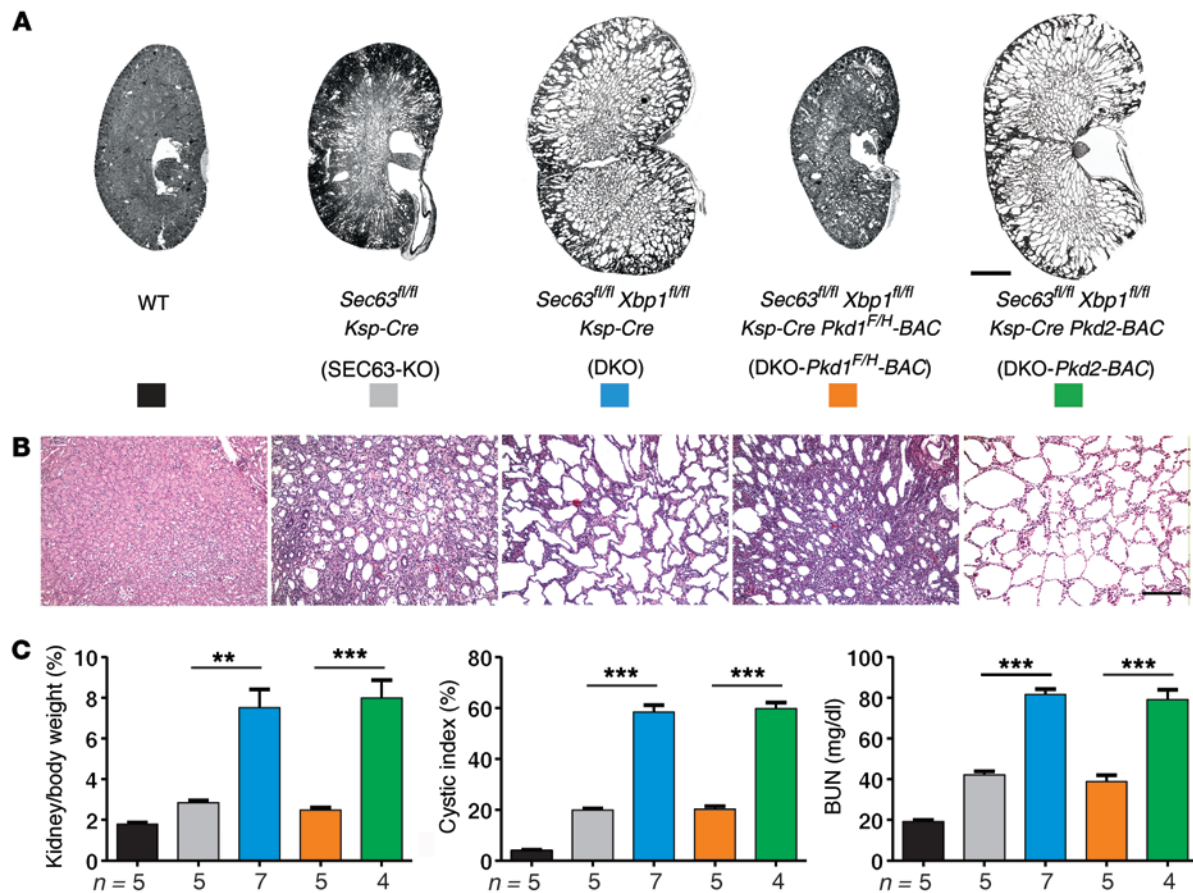 A
WT
Sec63fl/fl
Ksp-Cre
(SEC63-KO)
Sec63fl/fl Xbp1fl/fl
Ksp-Cre
(DKO)
Sec63fl/fl Xbp1fl/fl
Ksp-Cre Pkd1F/H-BAC
(DKO-Pkd1F/H-BAC)
Sec63fl/fl Xbp1fl/fl
Ksp-Cre Pkd2-BAC
(DKO-Pkd2-BAC)
B
C
Kidney/body weight (%)
10
8
6
4
2
0
** ***
n = 5 5 7 5 4
Cystic index (%)
80
60
40
20
0
*** ***
5 5 7 5 4
BUN (mg/dl)
100
80
60
40
20
0
*** ***
5 5 7 5 4